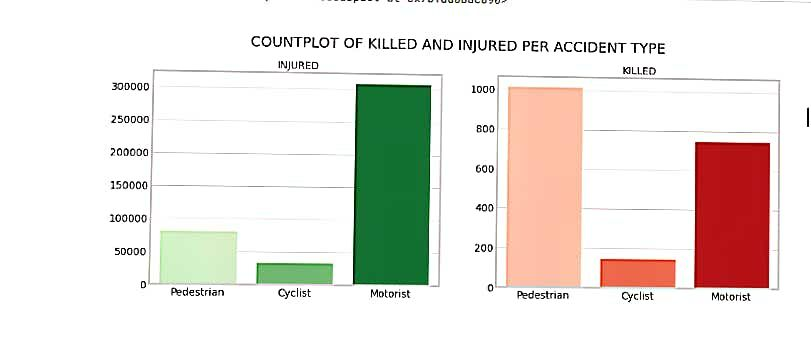 COUNTPLOT OF KILLED AND INJURED PER ACCIDENT TYPE
INJURED
300000
250000
200000
150000
100000
50000
0
Pedestrian Cyclist Motorist
KILLED
1000
800
600
400
200
0
Pedestrian Cyclist Motorist